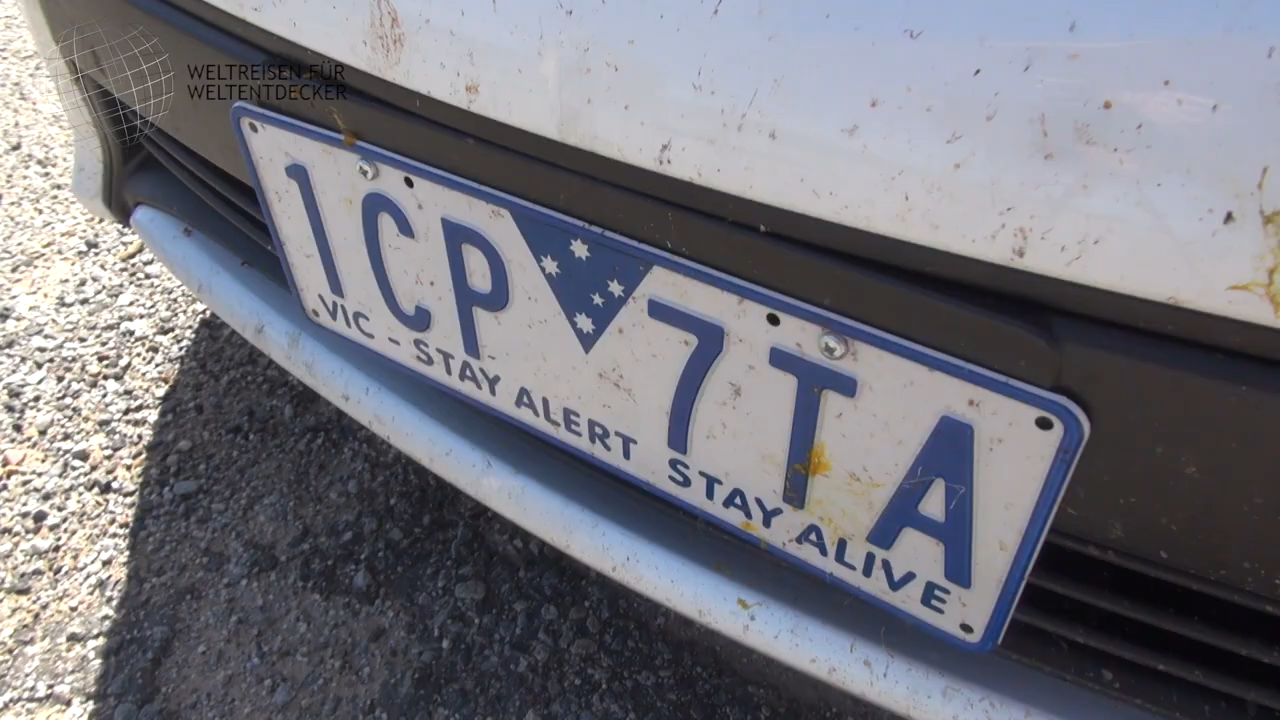 WELTREISEN FÜR
WELTENTDECKER
1CP 7TA
VIC - STAY ALERT STAY ALIVE